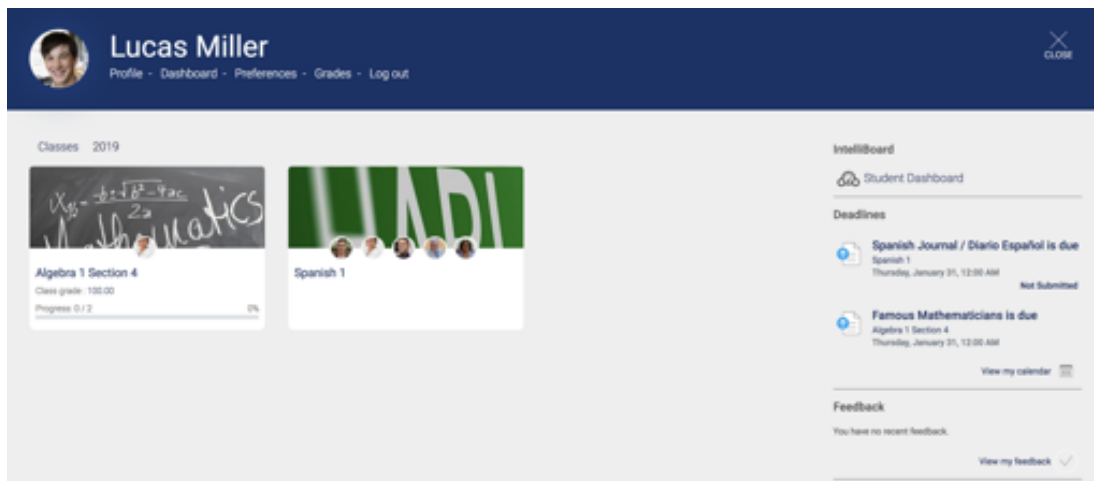 Lucas Miller
Profile - Dashboard - Preferences - Grades - Log out
CLOSE
Classes 2019
Algebra 1 Section 4
Class grade: 100.00
Progress: 0 / 2 0%
Spanish 1
IntelliBoard
Student Dashboard
Deadlines
Spanish Journal / Diario Español is due
Spanish 1
Thursday, January 31, 12:00 AM
Not Submitted
Famous Mathematicians is due
Algebra 1 Section 4
Thursday, January 31, 12:00 AM
View my calendar
Feedback
You have no recent feedback.
View my feedback